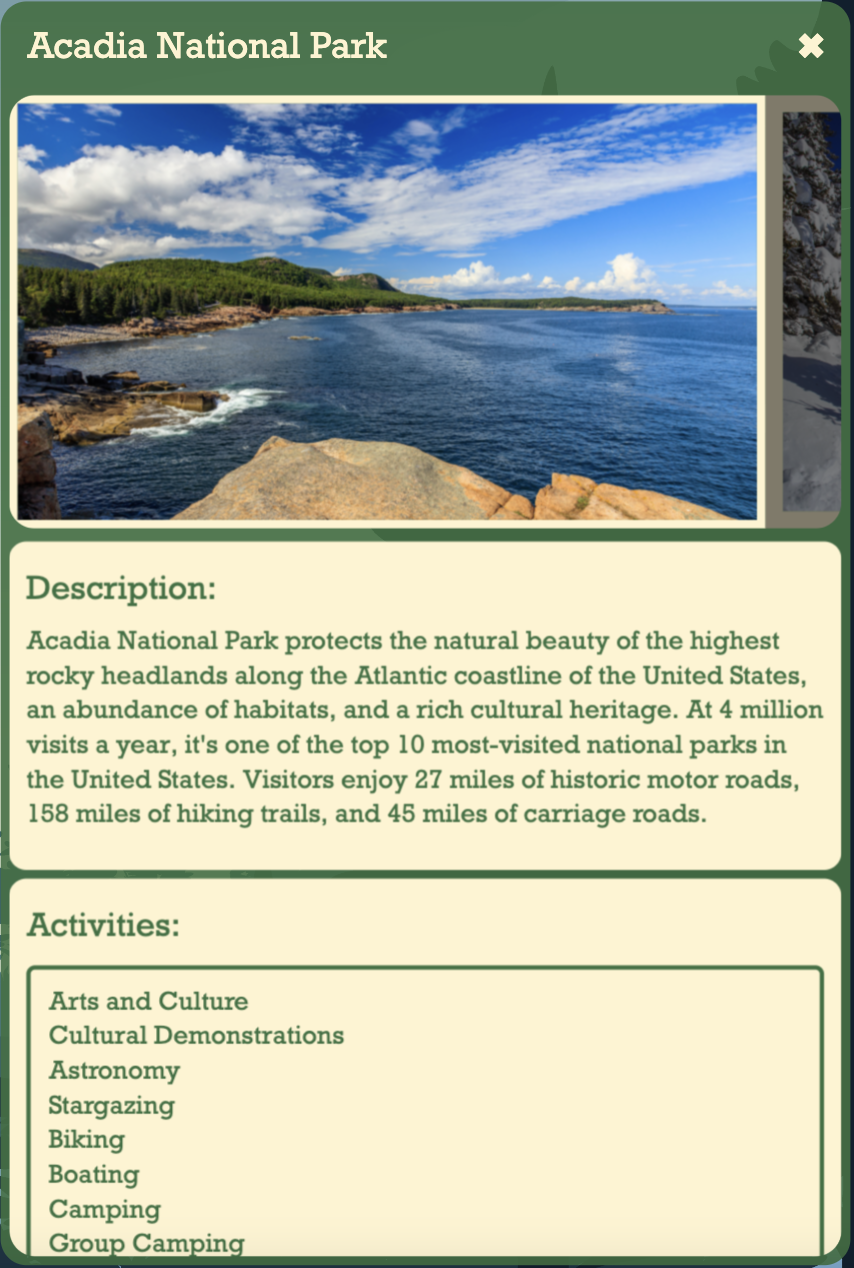 Acadia National Park
Description:
Acadia National Park protects the natural beauty of the highest
rocky headlands along the Atlantic coastline of the United States,
an abundance of habitats, and a rich cultural heritage. At 4 million
visits a year, it's one of the top 10 most-visited national parks in
the United States. Visitors enjoy 27 miles of historic motor roads,
158 miles of hiking trails, and 45 miles of carriage roads.
Activities:
Arts and Culture
Cultural Demonstrations
Astronomy
Stargazing
Biking
Boating
Camping
Group Camping